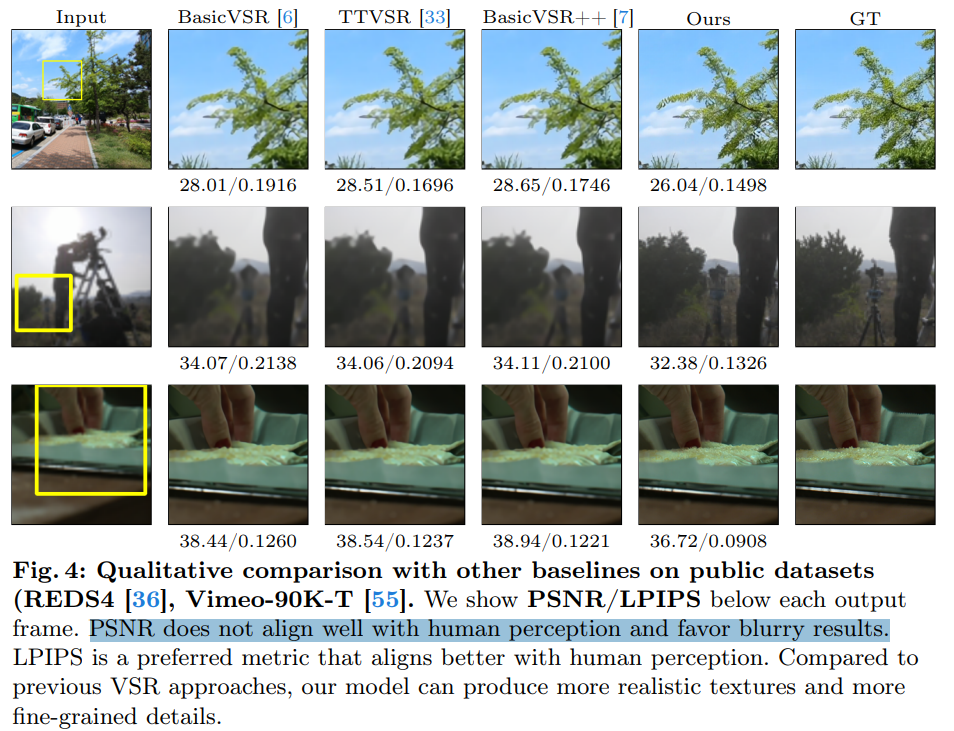 Input BasicVSR [6] TTVSR [33] BasicVSR++ [7] Ours GT
28.01/0.1916 28.51/0.1696 28.65/0.1746 26.04/0.1498
34.07/0.2138 34.06/0.2094 34.11/0.2100 32.38/0.1326
38.44/0.1260 38.54/0.1237 38.94/0.1221 36.72/0.0908
Fig. 4: Qualitative comparison with other baselines on public datasets
(REDS4 [36], Vimeo-90K-T [55]. We show PSNR/LPIPS below each output
frame. PSNR does not align well with human perception and favor blurry results.
LPIPS is a preferred metric that aligns better with human perception. Compared to
previous VSR approaches, our model can produce more realistic textures and more
fine-grained details.